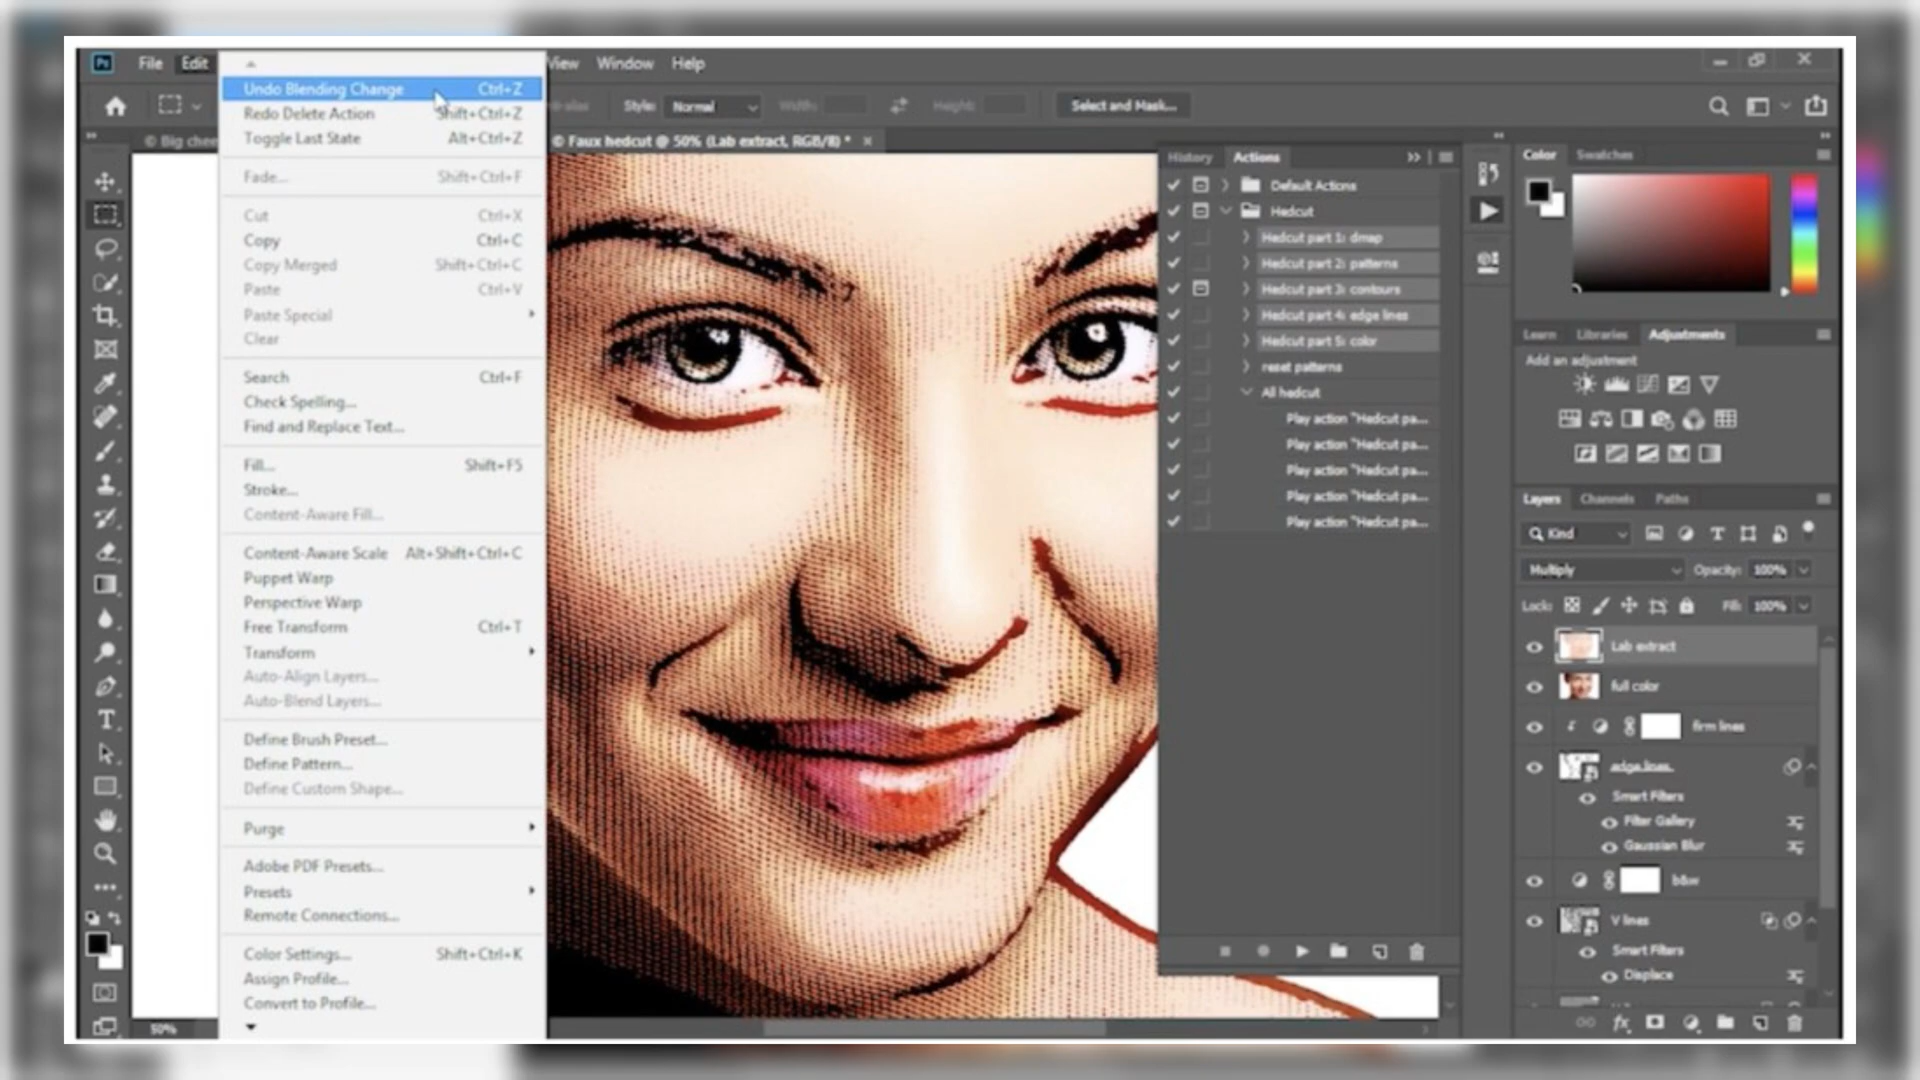 Ps File Edit View Window Help
Style: Normal Width: Height: Select and Mask...
© Big chee
© Faux hedcut @ 50% (Lab extract, RGB/8) * ×
Undo Blending Change Ctrl+Z
Redo Delete Action Shift+Ctrl+Z
Toggle Last State Alt+Ctrl+Z
Fade... Shift+Ctrl+F
Cut Ctrl+X
Copy Ctrl+C
Copy Merged Shift+Ctrl+C
Paste Ctrl+V
Paste Special
Clear
Search Ctrl+F
Check Spelling...
Find and Replace Text...
Fill... Shift+F5
Stroke...
Content-Aware Fill...
Content-Aware Scale Alt+Shift+Ctrl+C
Puppet Warp
Perspective Warp
Free Transform Ctrl+T
Transform
Auto-Align Layers...
Auto-Blend Layers...
Define Brush Preset...
Define Pattern...
Define Custom Shape...
Purge
Adobe PDF Presets...
Presets
Remote Connections...
Color Settings... Shift+Ctrl+K
Assign Profile...
Convert to Profile...
50%
History Actions
Default Actions
Hedcut
Hedcut part 1: dmap
Hedcut part 2: patterns
Hedcut part 3: contours
Hedcut part 4: edge lines
Hedcut part 5: color
reset patterns
All hedcut
Play action "Hedcut pa...
Play action "Hedcut pa...
Play action "Hedcut pa...
Play action "Hedcut pa...
Play action "Hedcut pa...
Color Swatches
Learn Libraries Adjustments
Add an adjustment
Layers Channels Paths
Kind
Multiply Opacity: 100%
Lock: Fill: 100%
Lab extract
full color
firm lines
edge lines
Smart Filters
Filter Gallery
Gaussian Blur
b&w
V lines
Smart Filters
Displace